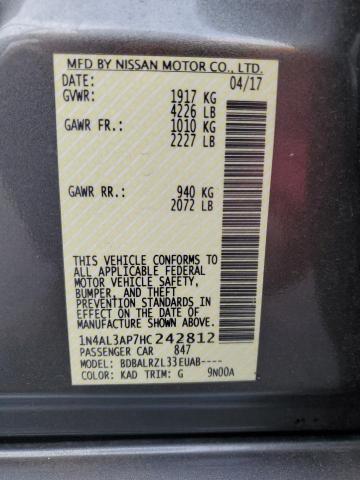 MFD BY NISSAN MOTOR CO., LTD.
DATE: 04/17
GVWR: 1917 KG
4226 LB
GAWR FR.: 1010 KG
2227 LB
GAWR RR.: 940 KG
2072 LB
THIS VEHICLE CONFORMS TO
ALL APPLICABLE FEDERAL
MOTOR VEHICLE SAFETY,
BUMPER, AND THEFT
PREVENTION STANDARDS IN
EFFECT ON THE DATE OF
MANUFACTURE SHOWN ABOVE.
1N4AL3AP7HC242812
PASSENGER CAR 847
MODEL: BDBALRZL33EUAB----
COLOR: KAD TRIM: G 9N00A